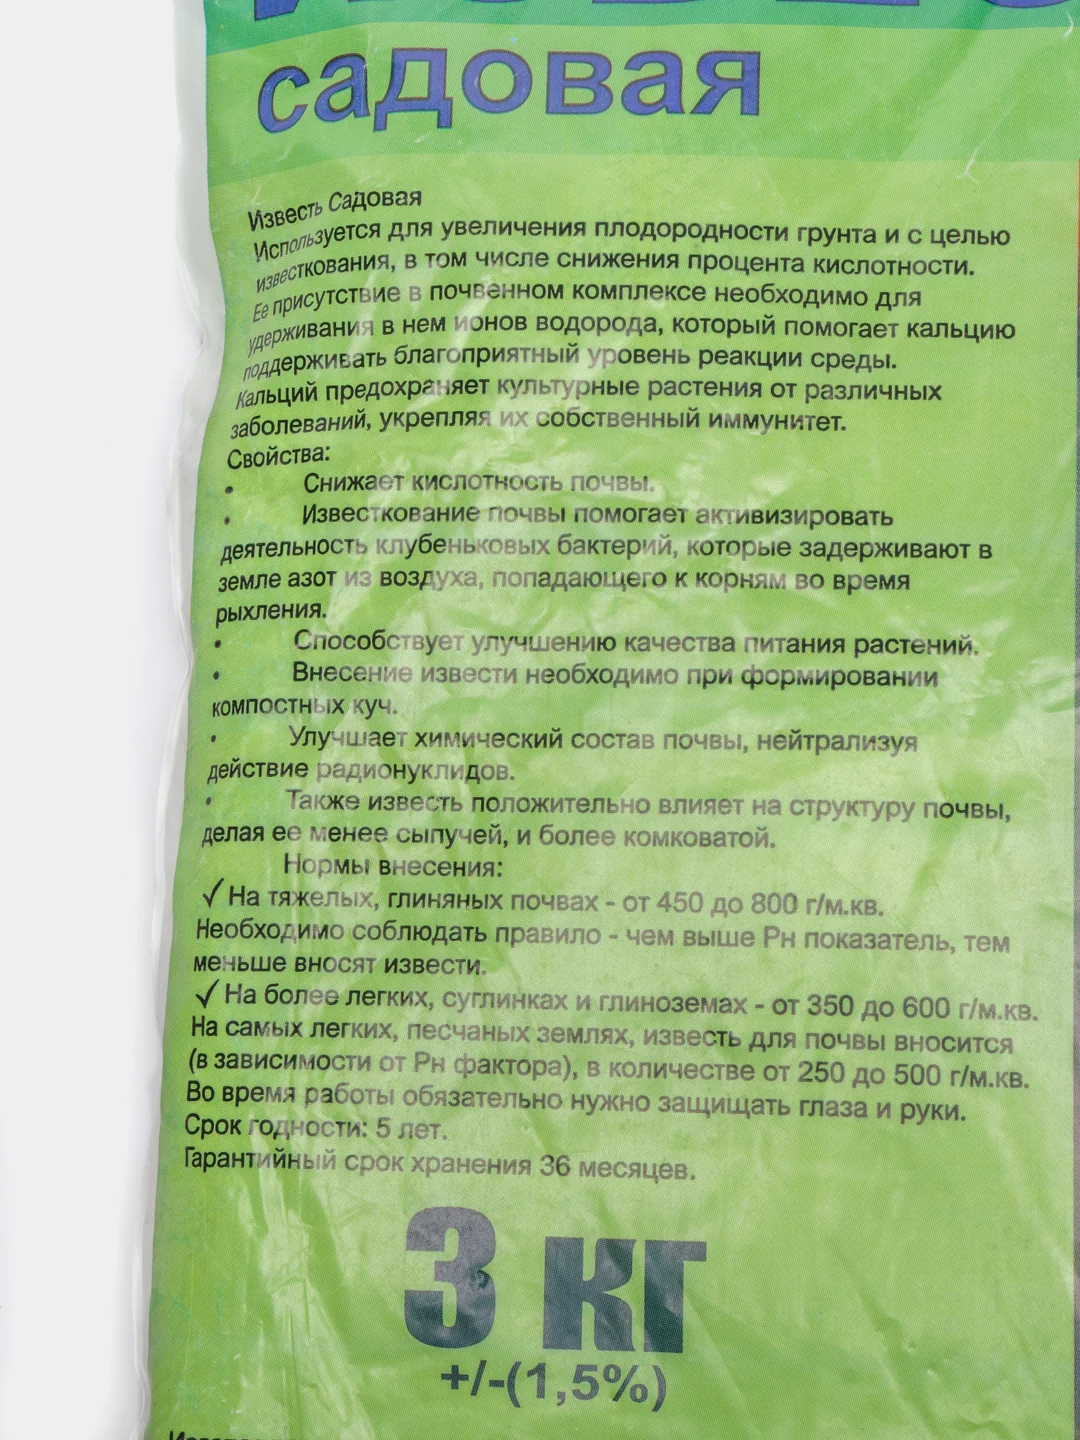 садовая
Известь Садовая
Используется для увеличения плодородности грунта и с целью
известкования, в том числе снижения процента кислотности.
Ее присутствие в почвенном комплексе необходимо для
удерживания в нем ионов водорода, который помогает кальцию
поддерживать благоприятный уровень реакции среды.
Кальций предохраняет культурные растения от различных
заболеваний, укрепляя их собственный иммунитет.
Свойства:
• Снижает кислотность почвы.
• Известкование почвы помогает активизировать
деятельность клубеньковых бактерий, которые задерживают в
земле азот из воздуха, попадающего к корням во время
рыхления.
• Способствует улучшению качества питания растений.
• Внесение извести необходимо при формировании
компостных куч.
• Улучшает химический состав почвы, нейтрализуя
действие радионуклидов.
• Также известь положительно влияет на структуру почвы,
делая ее менее сыпучей, и более комковатой.
Нормы внесения:
✓ На тяжелых, глиняных почвах - от 450 до 800 г/м.кв.
Необходимо соблюдать правило - чем выше Рн показатель, тем
меньше вносят извести.
✓ На более легких, суглинках и глиноземах - от 350 до 600 г/м.кв.
На самых легких, песчаных землях, известь для почвы вносится
(в зависимости от Рн фактора), в количестве от 250 до 500 г/м.кв.
Во время работы обязательно нужно защищать глаза и руки.
Срок годности: 5 лет.
Гарантийный срок хранения 36 месяцев.
3 кг
+/-(1,5%)